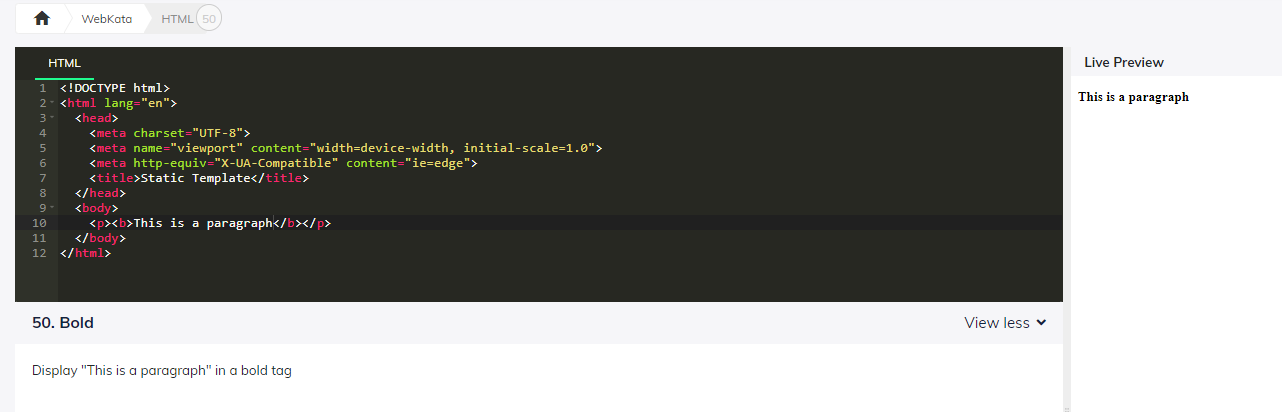 WebKata
HTML 50
HTML
Live Preview
1 <!DOCTYPE html>
2 <html lang="en">
3 <head>
4 <meta charset="UTF-8">
5 <meta name="viewport" content="width=device-width, initial-scale=1.0">
6 <meta http-equiv="X-UA-Compatible" content="ie=edge">
7 <title>Static Template</title>
8 </head>
9 <body>
10 <p><b>This is a paragraph</b></p>
11 </body>
12 </html>
This is a paragraph
50. Bold
View less
Display "This is a paragraph" in a bold tag